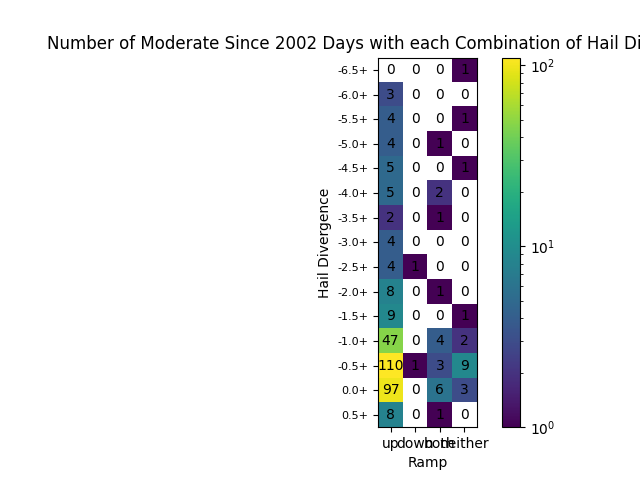 Number of Moderate Since 2002 Days with each Combination of Hail Di
-6.5+ 0 0 0 1
-6.0+ 3 0 0 0
-5.5+ 4 0 0 1
-5.0+ 4 0 1 0
-4.5+ 5 0 0 1
-4.0+ 5 0 2 0
-3.5+ 2 0 1 0
-3.0+ 4 0 0 0
-2.5+ 4 1 0 0
-2.0+ 8 0 1 0
-1.5+ 9 0 0 1
-1.0+ 47 0 4 2
-0.5+ 110 1 3 9
0.0+ 97 0 6 3
0.5+ 8 0 1 0
up down both neither
Ramp
Hail Divergence
10²
10¹
10⁰